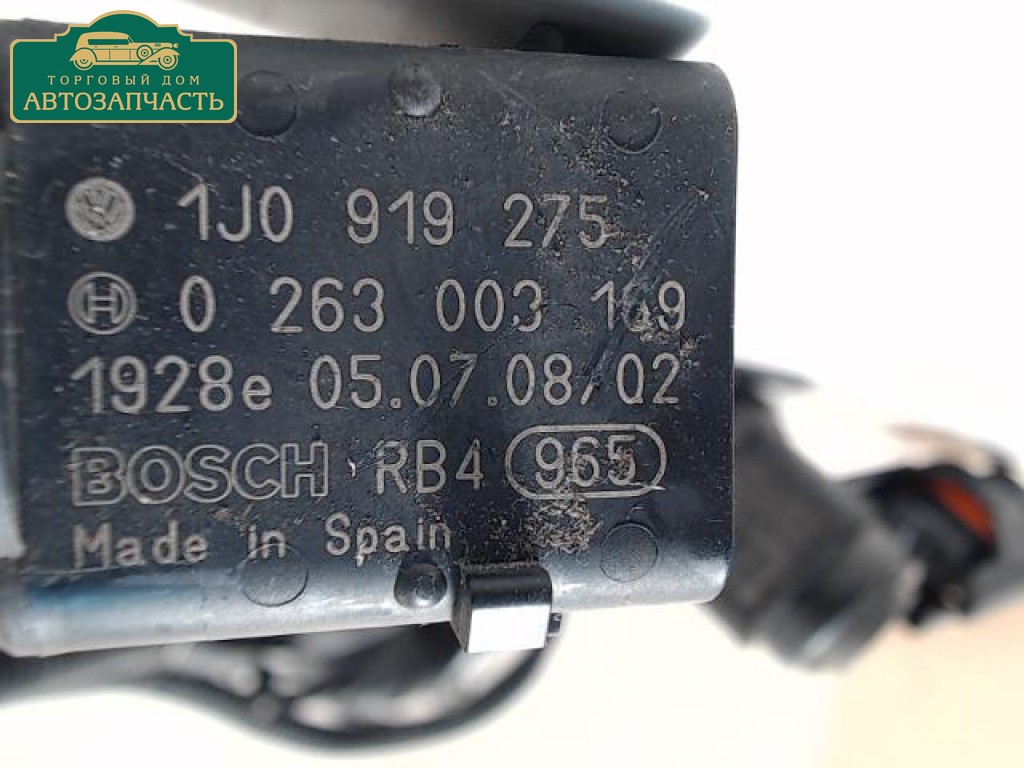 ТОРГОВЫЙ ДОМ
АВТОЗАПЧАСТЬ
1J0 919 275
0 263 003 169
1928e 05.07.08/02
BOSCH RB4 965
Made in Spain